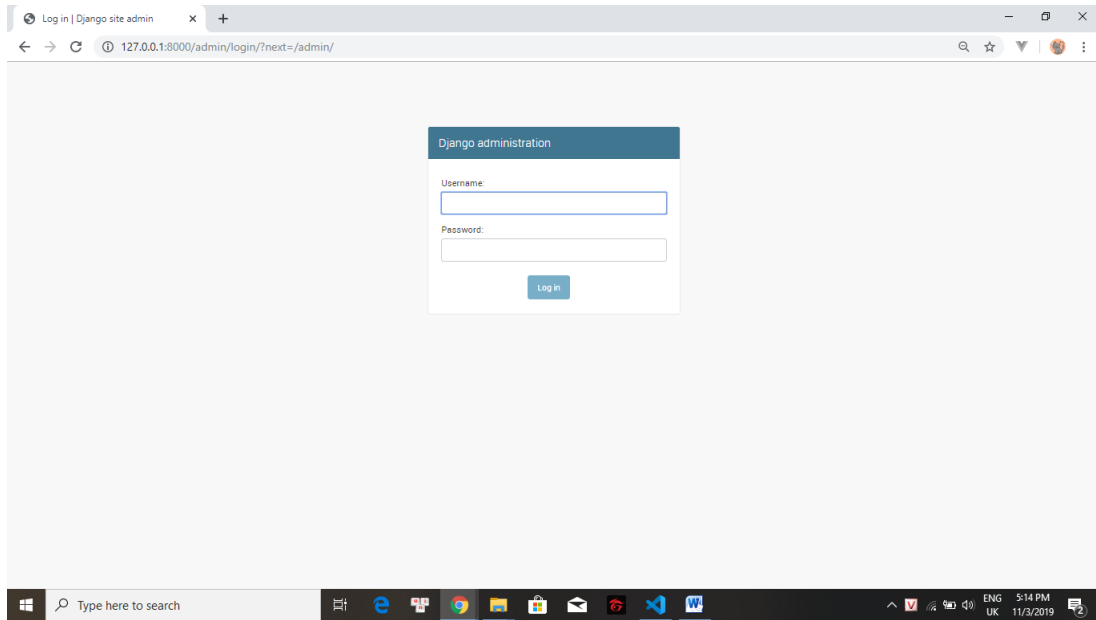 Log in | Django site admin
127.0.0.1:8000/admin/login/?next=/admin/
Django administration
Username:
Password:
Log in
Type here to search
ENG
UK
5:14 PM
11/3/2019
2